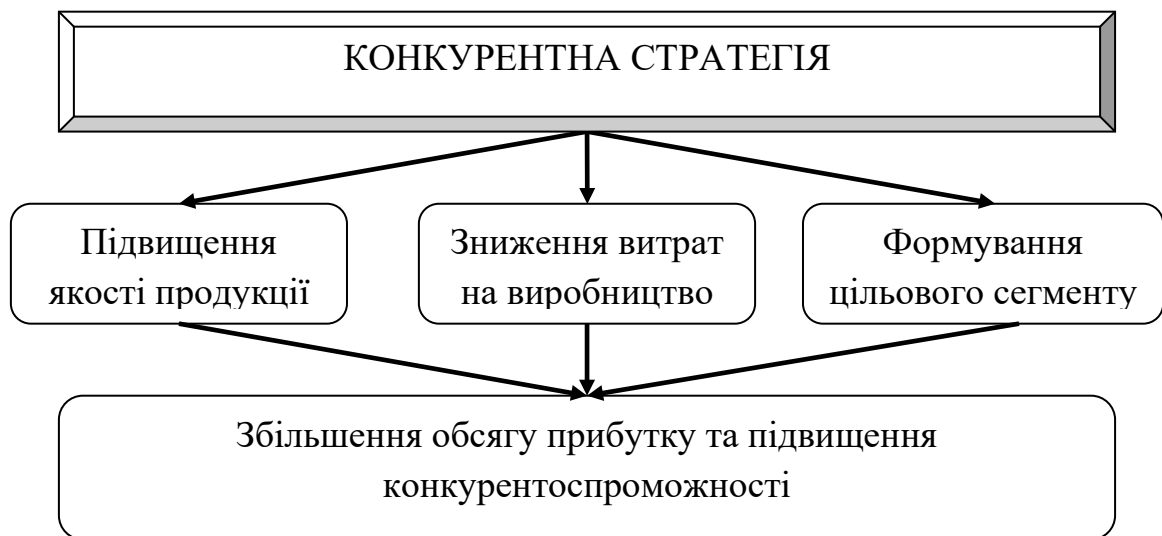 КОНКУРЕНТНА СТРАТЕГІЯ
Підвищення
якості продукції
Зниження витрат
на виробництво
Формування
цільового сегменту
Збільшення обсягу прибутку та підвищення
конкурентоспроможності